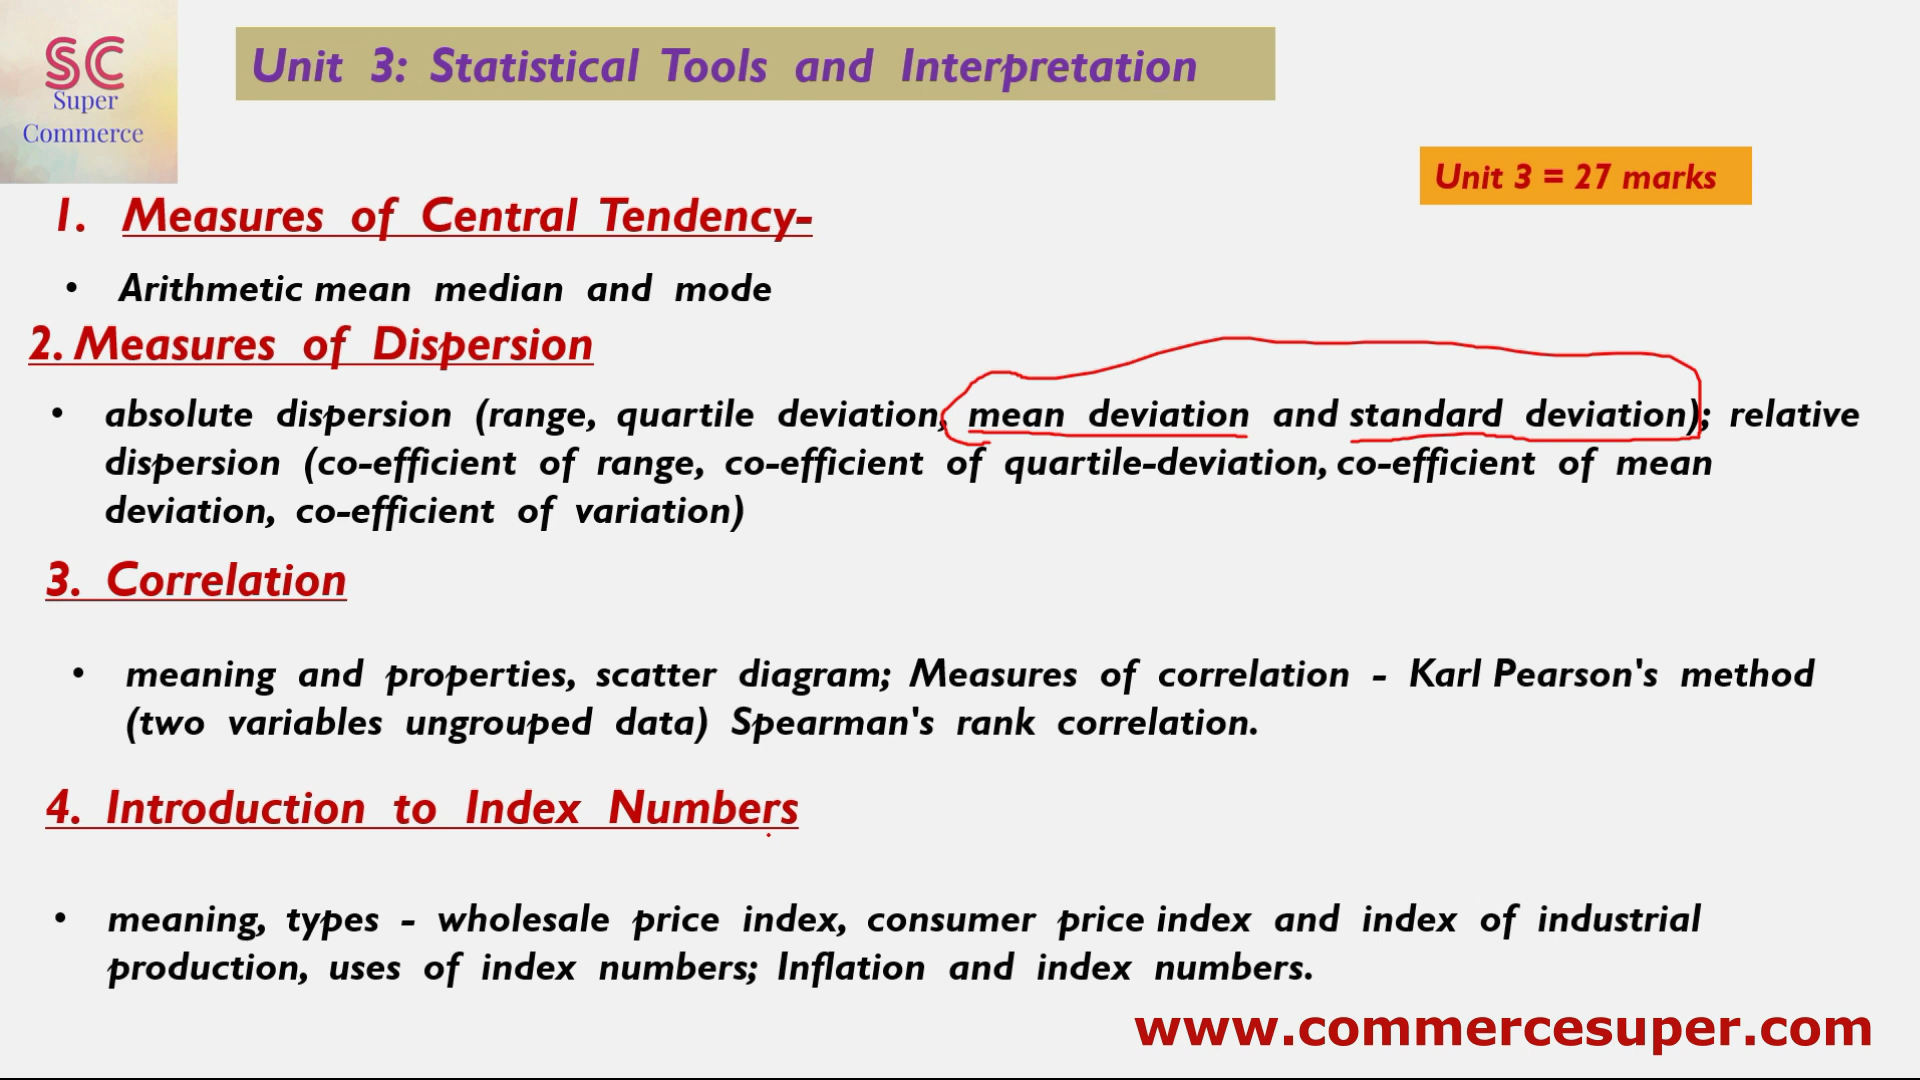 SC
Super
Commerce
Unit 3: Statistical Tools and Interpretation
Unit 3 = 27 marks
1. Measures of Central Tendency-
• Arithmetic mean median and mode
2. Measures of Dispersion
• absolute dispersion (range, quartile deviation, mean deviation and standard deviation); relative
dispersion (co-efficient of range, co-efficient of quartile-deviation, co-efficient of mean
deviation, co-efficient of variation)
3. Correlation
• meaning and properties, scatter diagram; Measures of correlation - Karl Pearson's method
(two variables ungrouped data) Spearman's rank correlation.
4. Introduction to Index Numbers
• meaning, types - wholesale price index, consumer price index and index of industrial
production, uses of index numbers; Inflation and index numbers.
www.commercesuper.com